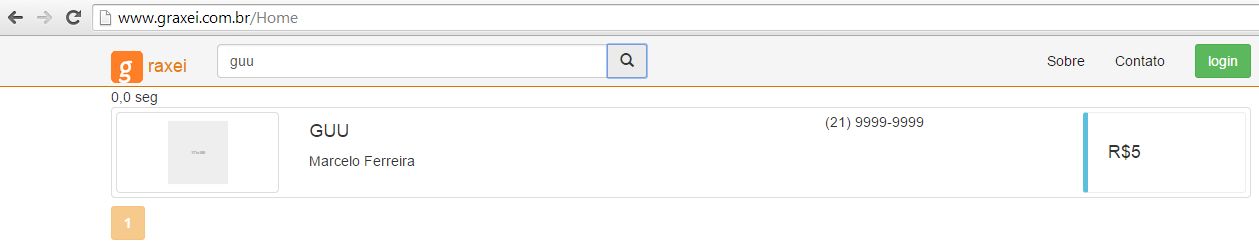 www.graxei.com.br/Home
g raxei guu Sobre Contato login
0,0 seg
GUU (21) 9999-9999
Marcelo Ferreira R$5
1